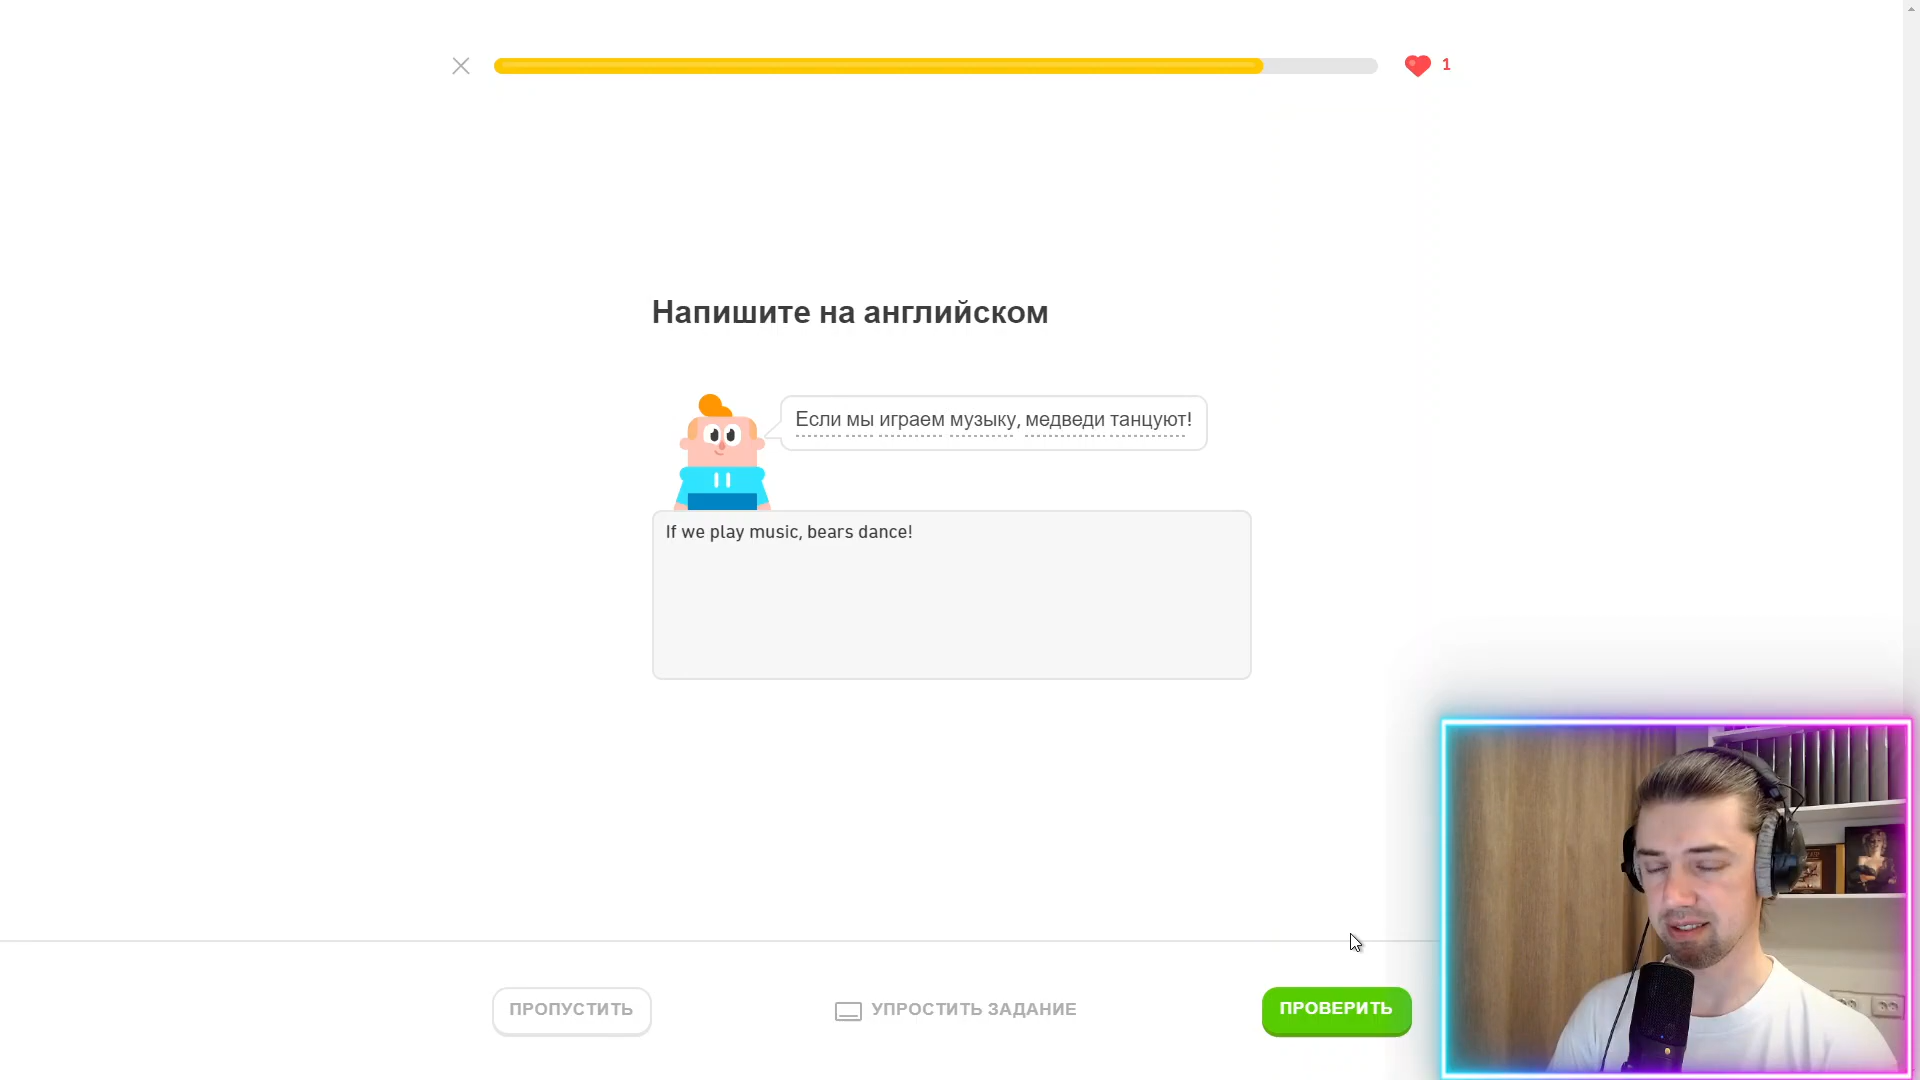 1
Напишите на английском
Если мы играем музыку, медведи танцуют!
If we play music, bears dance!
ПРОПУСТИТЬ
УПРОСТИТЬ ЗАДАНИЕ
ПРОВЕРИТЬ